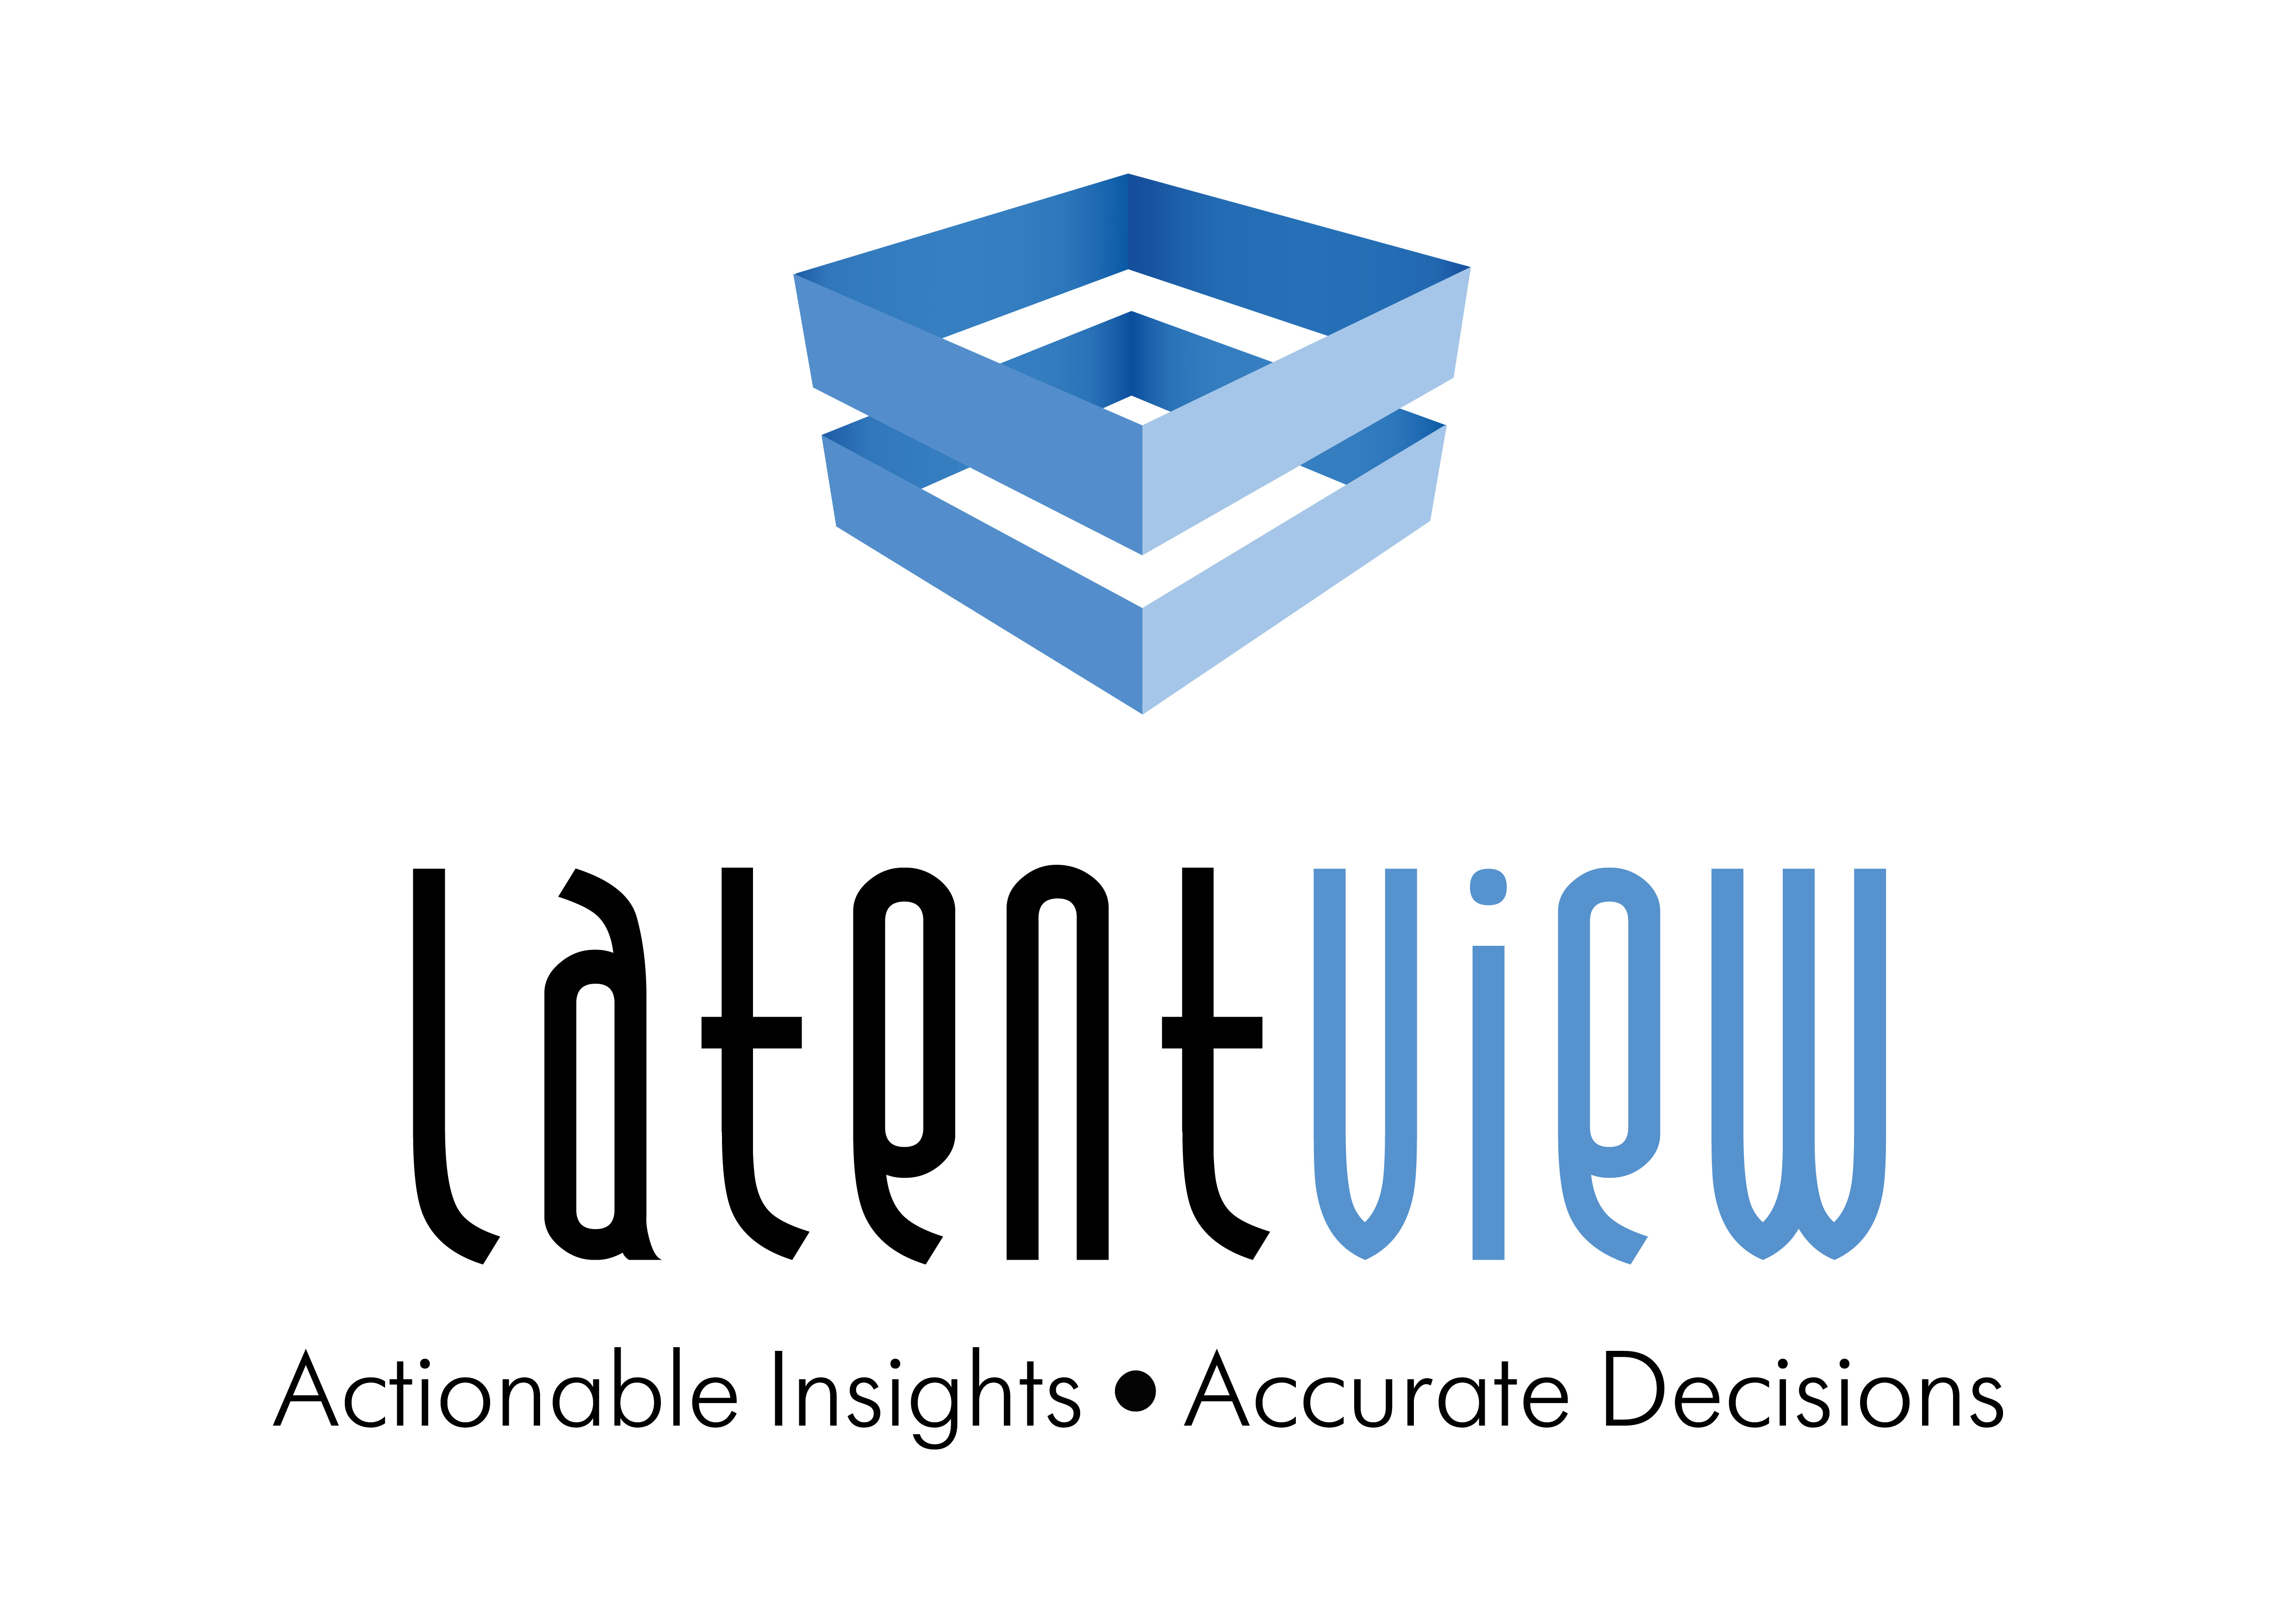 latentview
Actionable Insights • Accurate Decisions